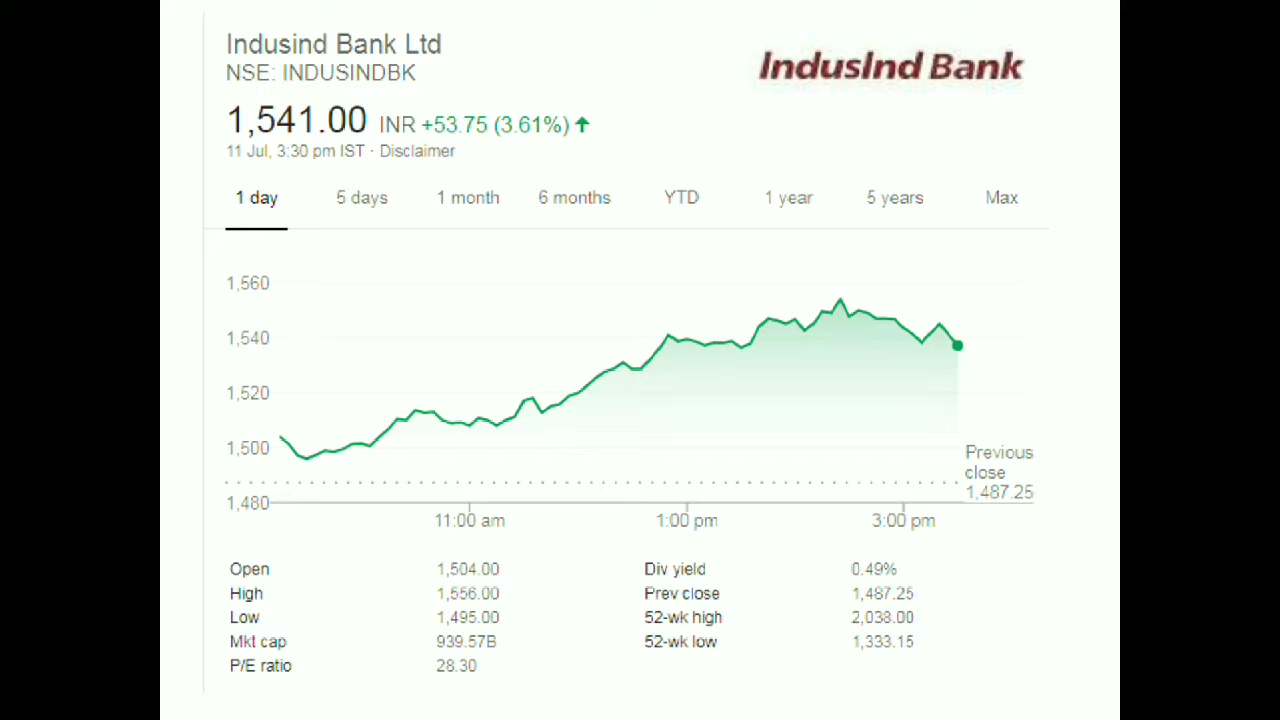 Indusind Bank Ltd
NSE: INDUSINDBK
IndusInd Bank
1,541.00 INR +53.75 (3.61%)
11 Jul, 3:30 pm IST · Disclaimer
1 day 5 days 1 month 6 months YTD 1 year 5 years Max
1,560
1,540
1,520
1,500
1,480
Previous
close
1,487.25
11:00 am 1:00 pm 3:00 pm
Open 1,504.00 Div yield 0.49%
High 1,556.00 Prev close 1,487.25
Low 1,495.00 52-wk high 2,038.00
Mkt cap 939.57B 52-wk low 1,333.15
P/E ratio 28.30